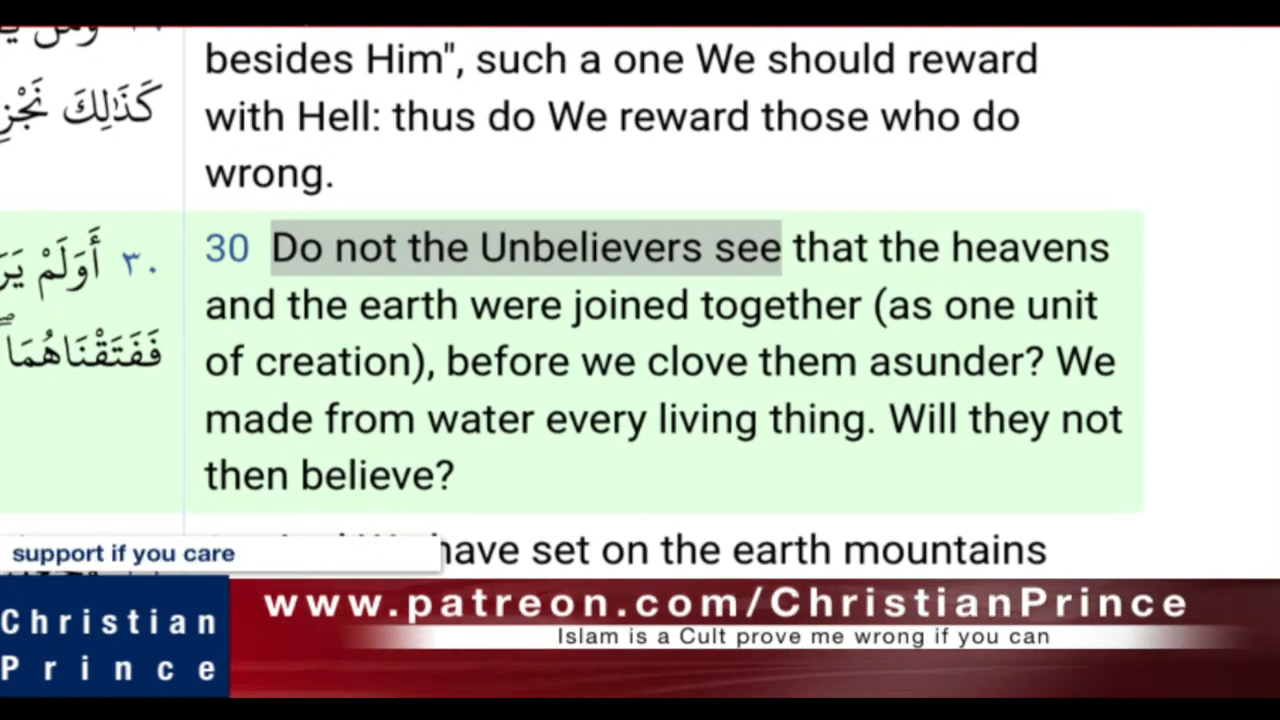 besides Him", such a one We should reward
كَذَٰلِكَ نَجْزِ
with Hell: thus do We reward those who do
wrong.
٣٠ أَوَلَمْ يَرَ
30 Do not the Unbelievers see that the heavens
and the earth were joined together (as one unit
فَفَتَقْنَاهُمَا
of creation), before we clove them asunder? We
made from water every living thing. Will they not
then believe?
have set on the earth mountains
support if you care
Christian
Prince
www.patreon.com/ChristianPrince
Islam is a Cult prove me wrong if you can